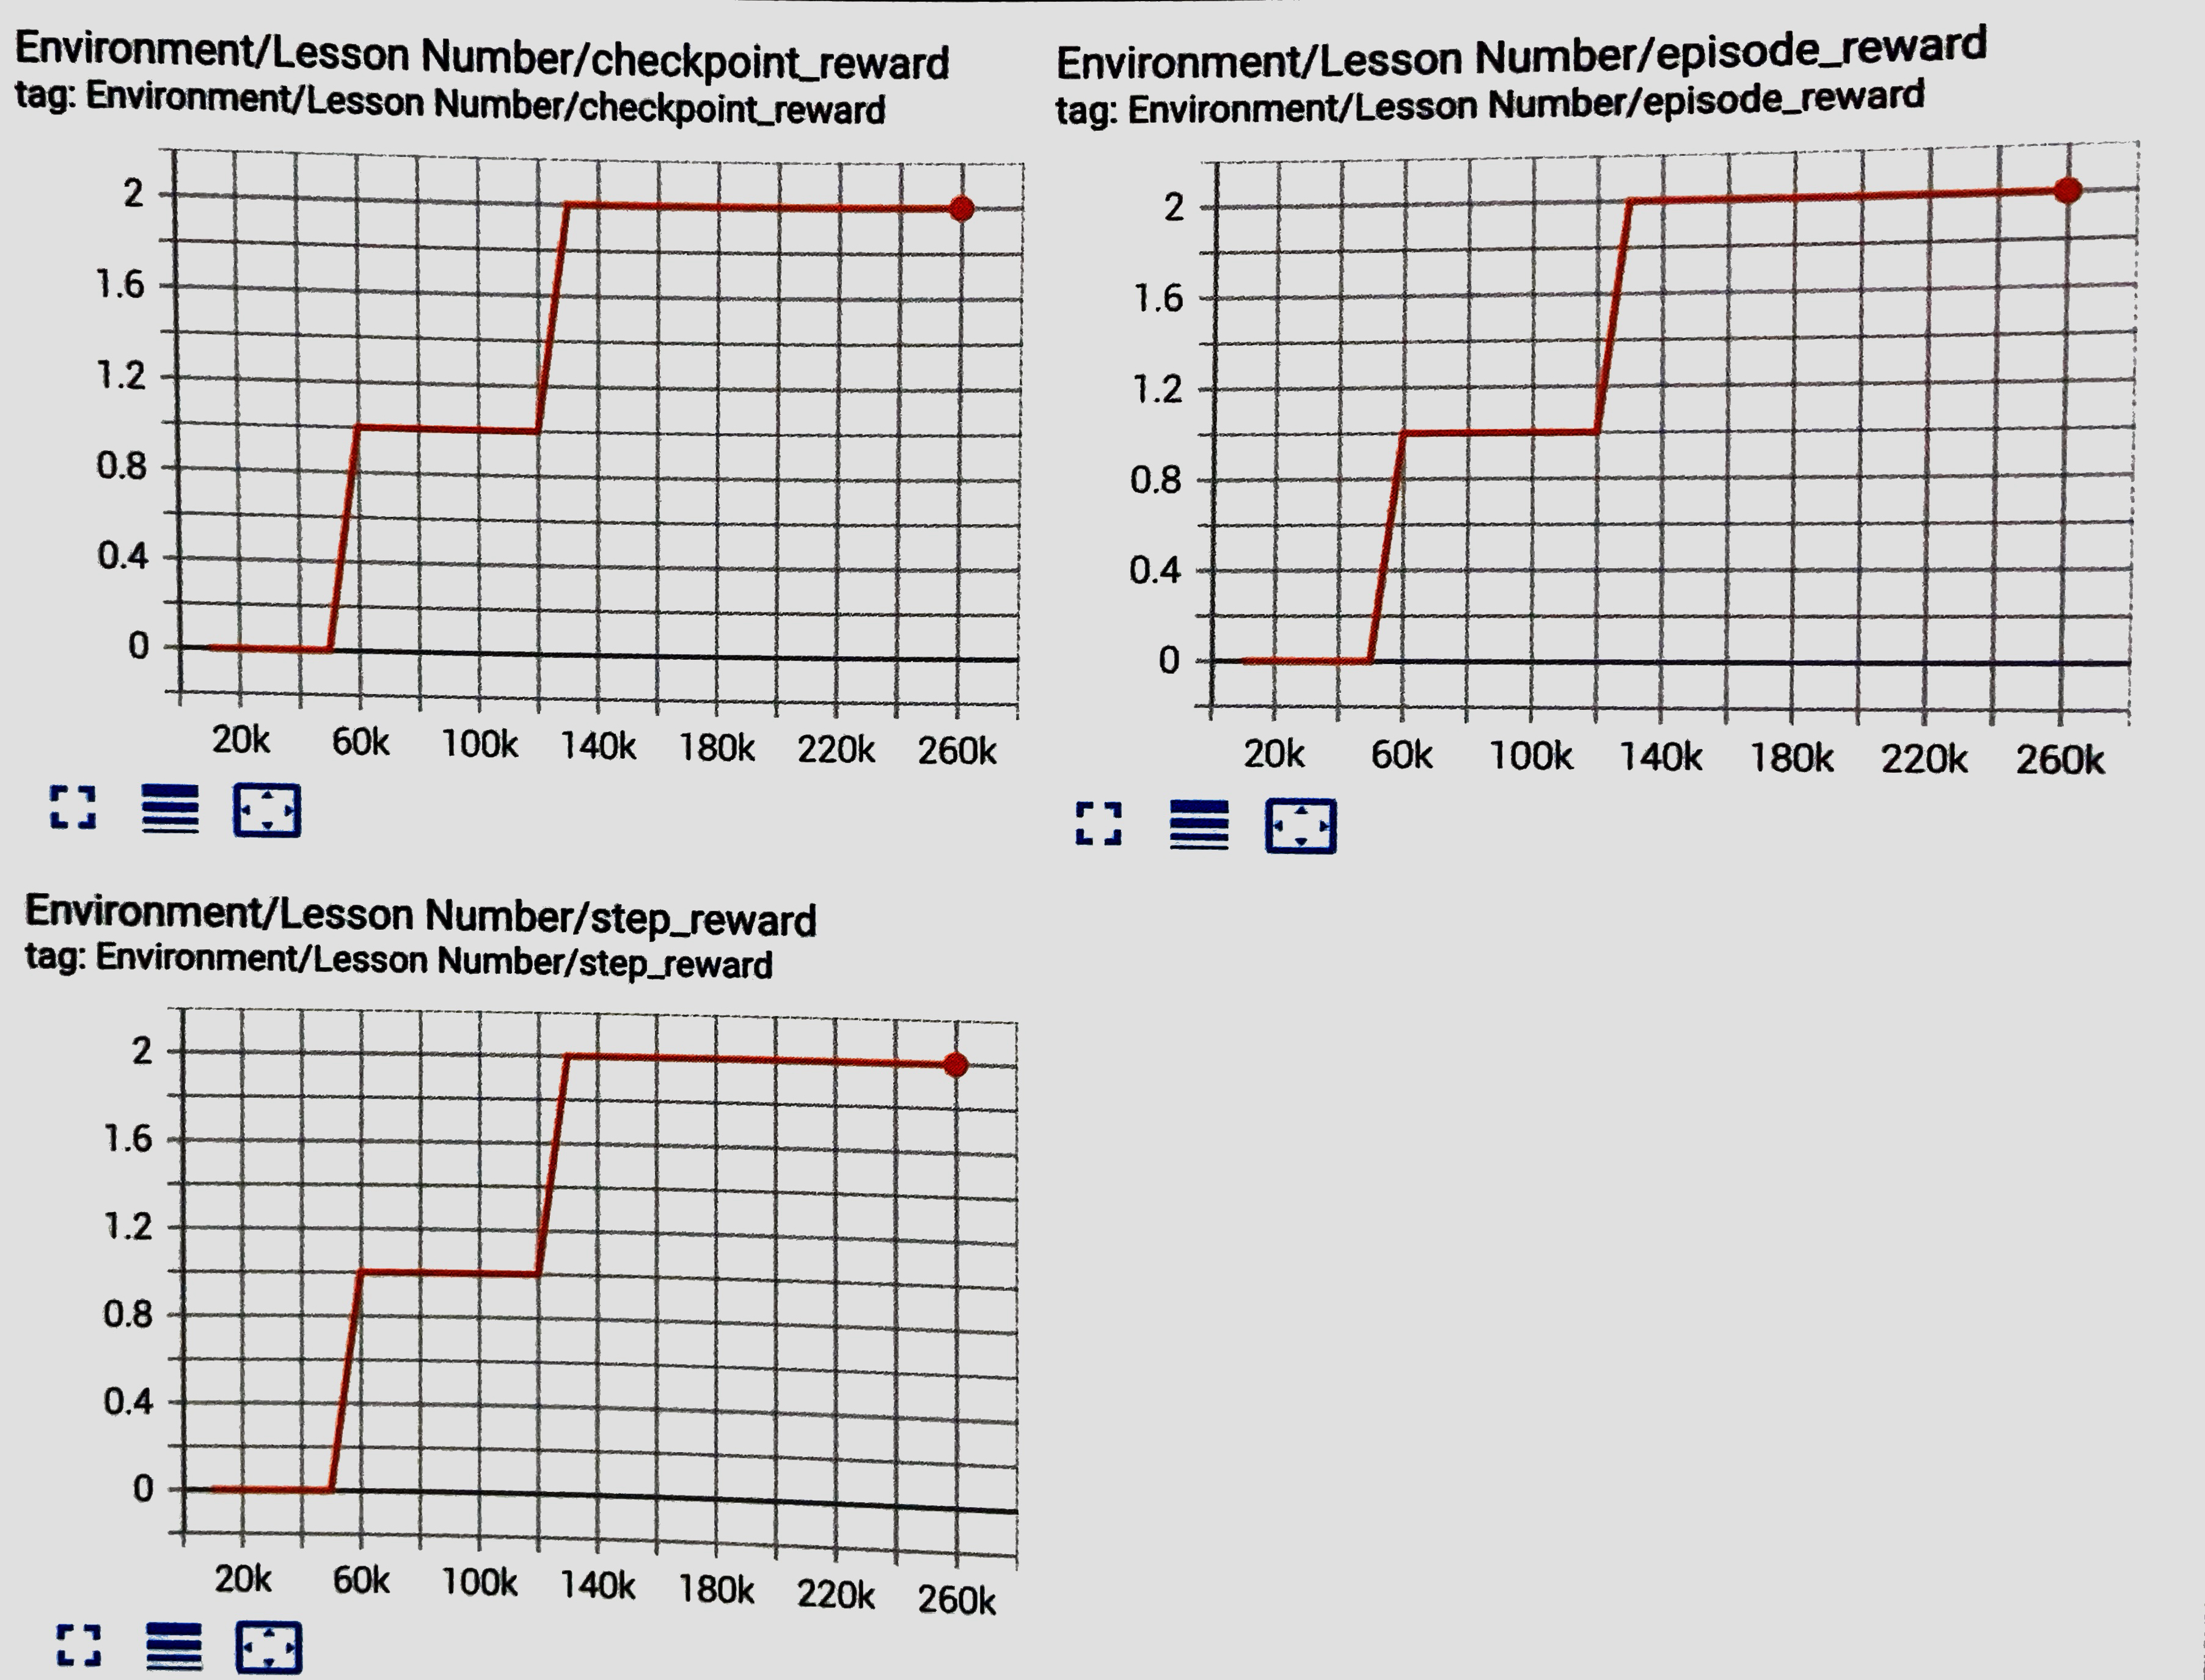 Environment/Lesson Number/checkpoint_reward
tag: Environment/Lesson Number/checkpoint_reward
2
1.6
1.2
0.8
0.4
0
20k 60k 100k 140k 180k 220k 260k
Environment/Lesson Number/episode_reward
tag: Environment/Lesson Number/episode_reward
2
1.6
1.2
0.8
0.4
0
20k 60k 100k 140k 180k 220k 260k
Environment/Lesson Number/step_reward
tag: Environment/Lesson Number/step_reward
2
1.6
1.2
0.8
0.4
0
20k 60k 100k 140k 180k 220k 260k